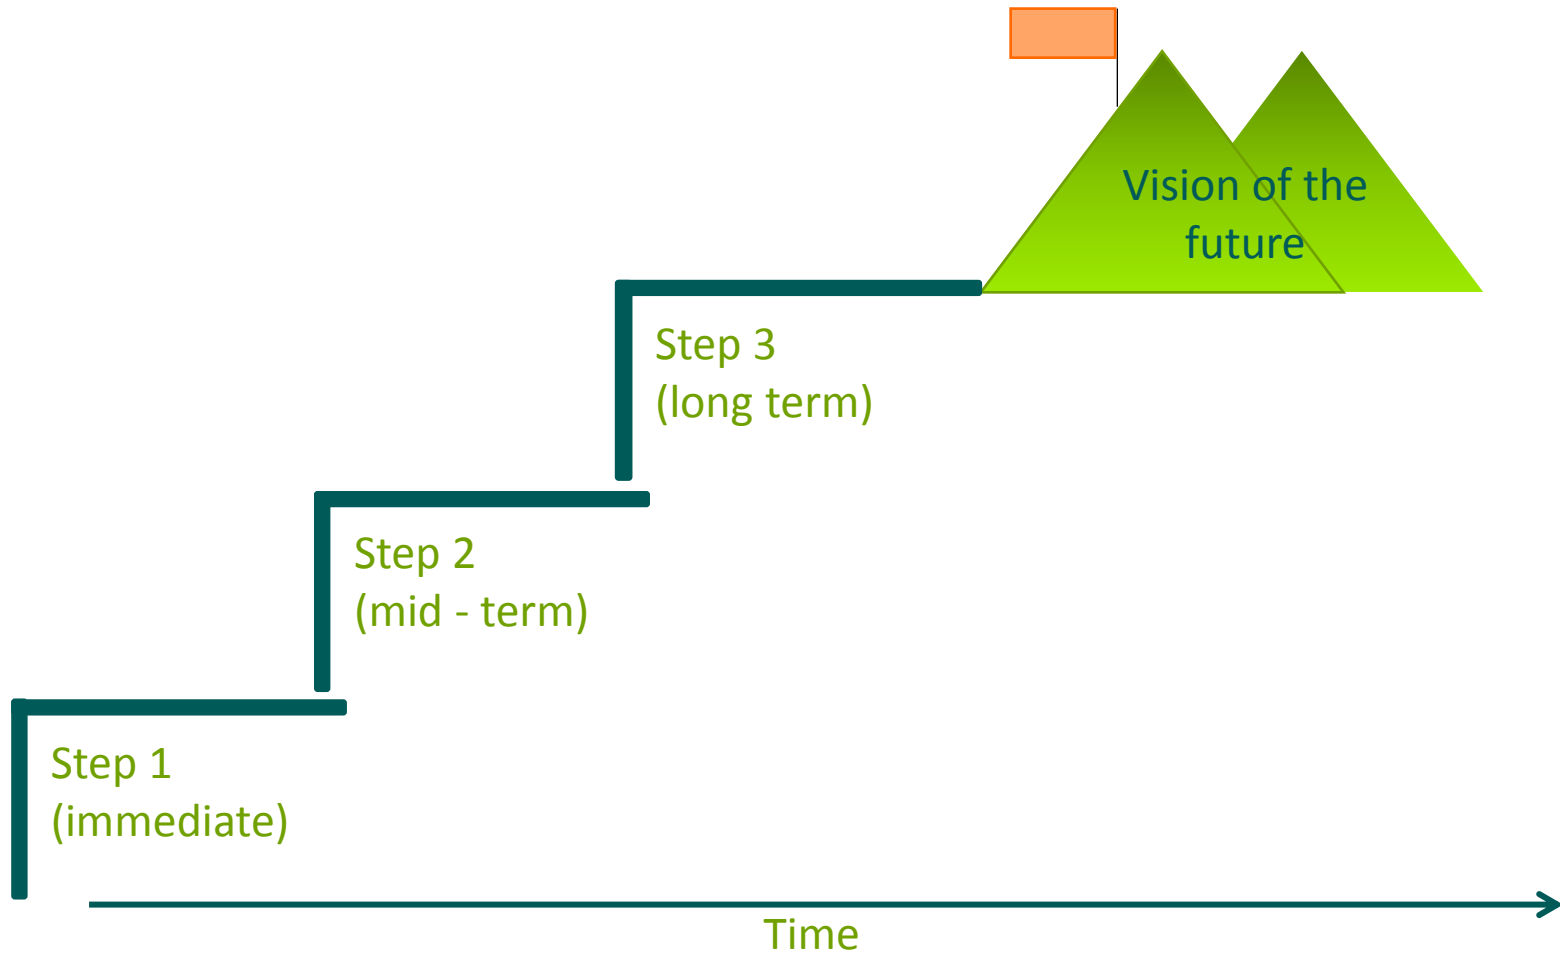 Vision of the
future
Step 3
(long term)
Step 2
(mid - term)
Step 1
(immediate)
Time